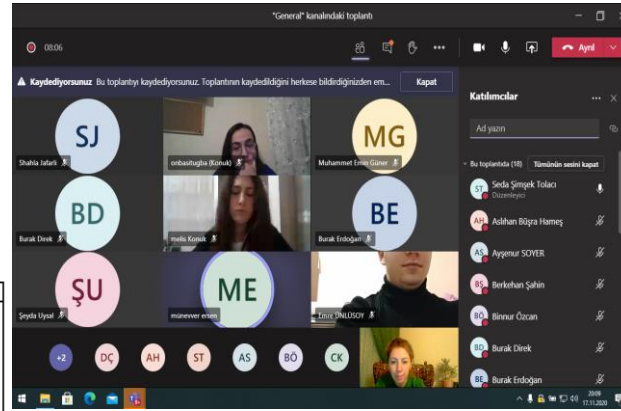 "General" kanalındaki toplantı
08:06
Ayrıl
Kaydediyorsunuz Bu toplantıyı kaydediyorsunuz. Toplantının kaydedildiğini herkese bildirdiğinizden em... Kapat
Katılımcılar
Ad yazın
Bu toplantıda (18) Tümünün sesini kapat
SJ
Shahla Jafarli
onbasitugba (Konuk)
MG
Muhammet Emin Güner
BD
Burak Direk
melis Konuk
BE
Burak Erdoğan
ŞU
Şeyda Uysal
ME
münevver ersen
Emre ÜNLÜSOY
+2
DÇ
AH
ST
AS
BÖ
CK
ST Seda Şimşek Tolacı
Düzenleyici
AH Aslıhan Büşra Hameş
AS Ayşenur SOYER
BŞ Berkehan Şahin
BÖ Binnur Özcan
BD Burak Direk
BE Burak Erdoğan
20:09
17.11.2020